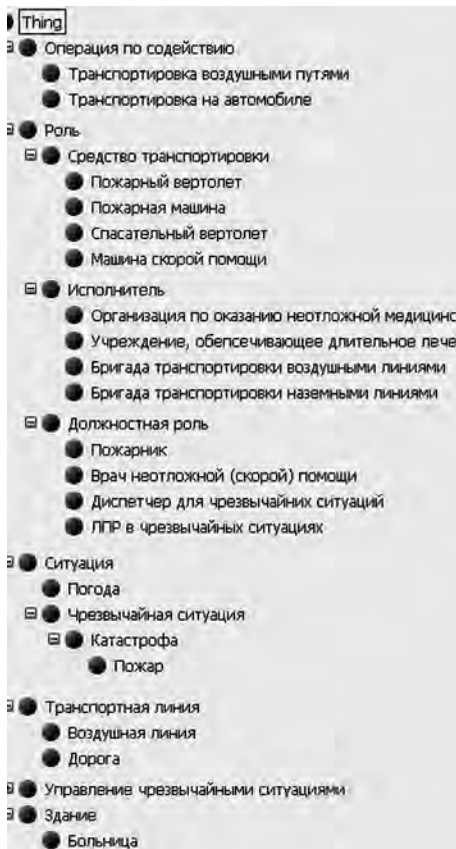 Thing
Операция по содействию
Транспортировка воздушными путями
Транспортировка на автомобиле
Роль
Средство транспортировки
Пожарный вертолет
Пожарная машина
Спасательный вертолет
Машина скорой помощи
Исполнитель
Организация по оказанию неотложной медицинс
Учреждение, обепсечивающее длительное лече
Бригада транспортировки воздушными линиями
Бригада транспортировки наземными линиями
Должностная роль
Пожарник
Врач неотложной (скорой) помощи
Диспетчер для чрезвычайних ситуаций
ЛПР в чрезвычайных ситуациях
Ситуация
Погода
Чрезвычайная ситуация
Катастрофа
Пожар
Транспортная линия
Воздушная линия
Дорога
Управление чрезвычайными ситуациями
Здание
Больница